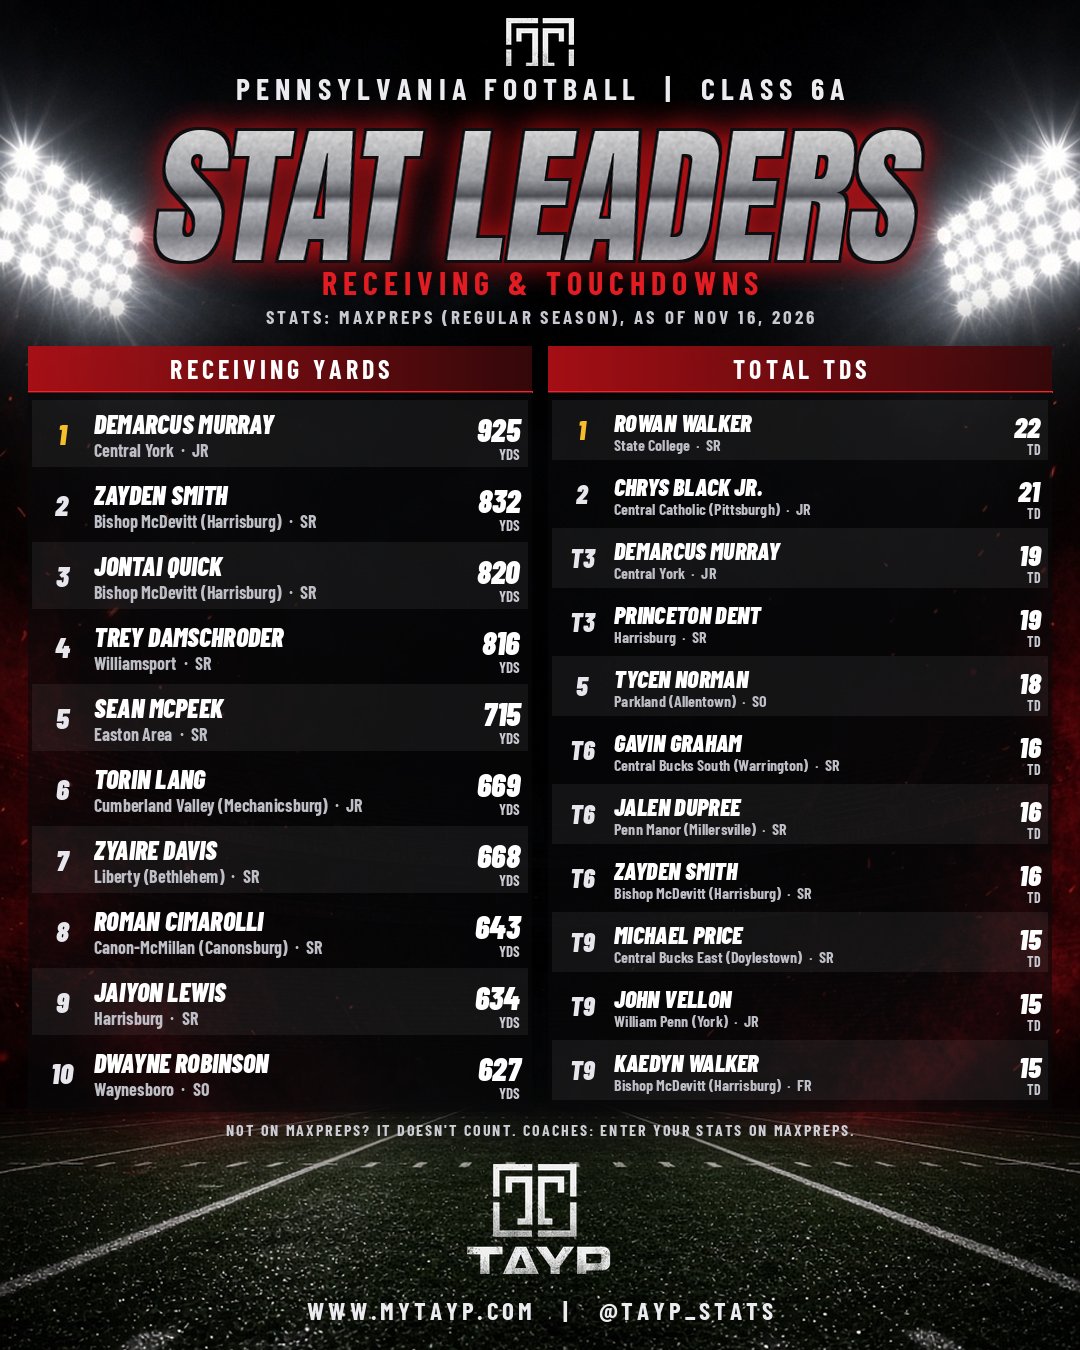 PENNSYLVANIA FOOTBALL | CLASS 6A
STAT LEADERS
RECEIVING & TOUCHDOWNS
STATS: MAXPREPS (REGULAR SEASON), AS OF NOV 16, 2026
RECEIVING YARDS
1 DEMARCUS MURRAY 925
Central York · JR YDS
2 ZAYDEN SMITH 832
Bishop McDevitt (Harrisburg) · SR YDS
3 JONTAI QUICK 820
Bishop McDevitt (Harrisburg) · SR YDS
4 TREY DAMSCHRODER 816
Williamsport · SR YDS
5 SEAN MCPEEK 715
Easton Area · SR YDS
6 TORIN LANG 669
Cumberland Valley (Mechanicsburg) · JR YDS
7 ZYAIRE DAVIS 668
Liberty (Bethlehem) · SR YDS
8 ROMAN CIMAROLLI 643
Canon-McMillan (Canonsburg) · SR YDS
9 JAIYON LEWIS 634
Harrisburg · SR YDS
10 DWAYNE ROBINSON 627
Waynesboro · SO YDS
TOTAL TDS
1 ROWAN WALKER 22
State College · SR TD
2 CHRYS BLACK JR. 21
Central Catholic (Pittsburgh) · JR TD
T3 DEMARCUS MURRAY 19
Central York · JR TD
T3 PRINCETON DENT 19
Harrisburg · SR TD
5 TYCEN NORMAN 18
Parkland (Allentown) · SO TD
T6 GAVIN GRAHAM 16
Central Bucks South (Warrington) · SR TD
T6 JALEN DUPREE 16
Penn Manor (Millersville) · SR TD
T6 ZAYDEN SMITH 16
Bishop McDevitt (Harrisburg) · SR TD
T9 MICHAEL PRICE 15
Central Bucks East (Doylestown) · SR TD
T9 JOHN VELLON 15
William Penn (York) · JR TD
T9 KAEDYN WALKER 15
Bishop McDevitt (Harrisburg) · FR TD
NOT ON MAXPREPS? IT DOESN'T COUNT. COACHES: ENTER YOUR STATS ON MAXPREPS.
TAYP
WWW.MYTAYP.COM | @TAYP_STATS